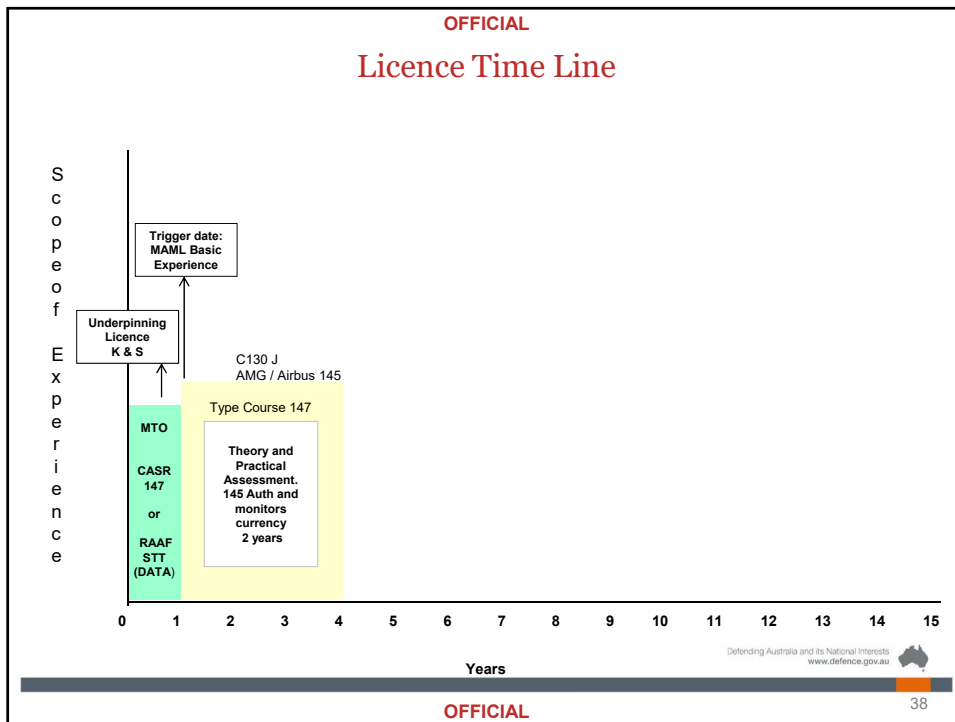 OFFICIAL
Licence Time Line
Scopeof Experience
Trigger date:
MAML Basic
Experience
Underpinning
Licence
K & S
C130 J
AMG / Airbus 145
Type Course 147
MTO
CASR
147
or
RAAF
STT
(DATA)
Theory and
Practical
Assessment.
145 Auth and
monitors
currency
2 years
0 1 2 3 4 5 6 7 8 9 10 11 12 13 14 15
Years
Defending Australia and its National Interests
www.defence.gov.au
OFFICIAL
38